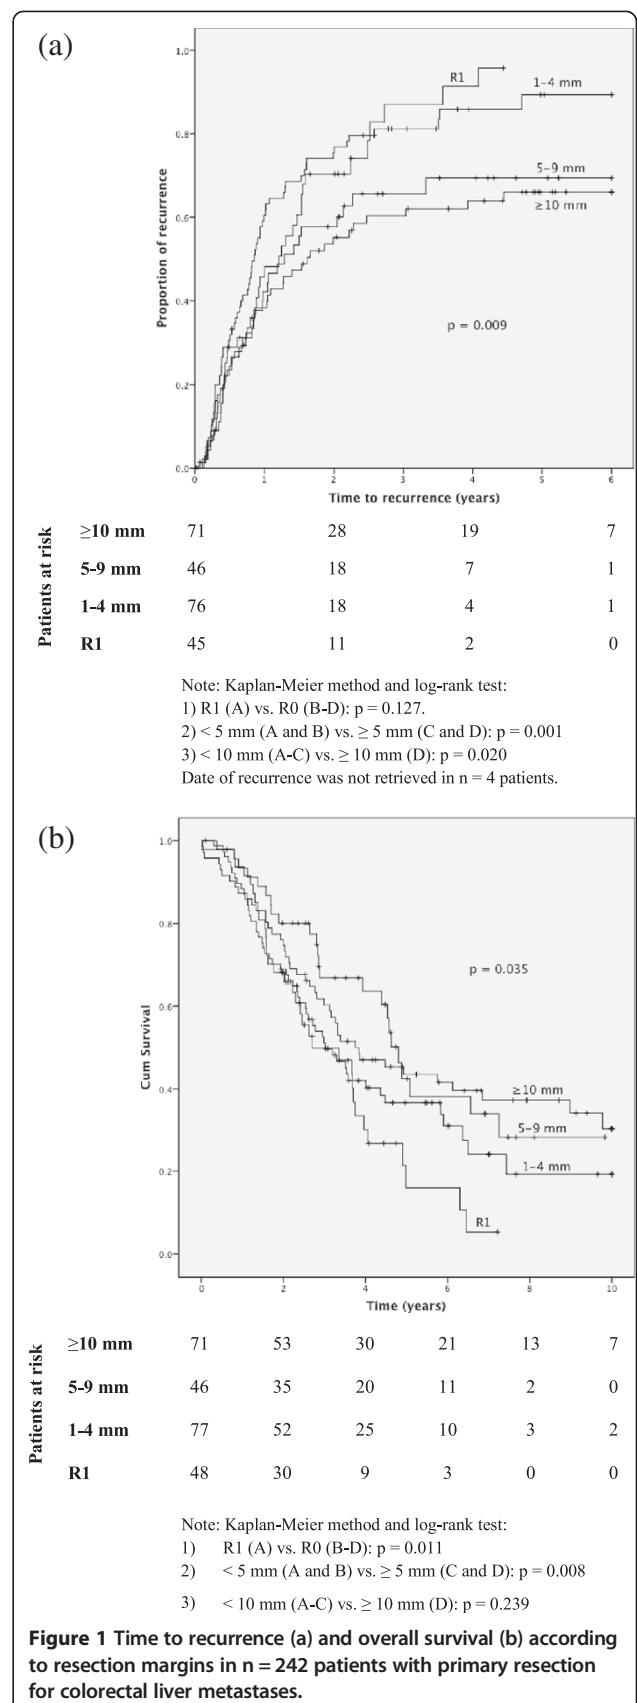 (a)
1.0
0.8
0.6
0.4
0.2
0.0
Proportion of recurrence
R1
1-4 mm
5-9 mm
≥10 mm
p = 0.009
0 1 2 3 4 5 6
Time to recurrence (years)
Patients at risk
≥10 mm 71 28 19 7
5-9 mm 46 18 7 1
1-4 mm 76 18 4 1
R1 45 11 2 0
Note: Kaplan-Meier method and log-rank test:
1) R1 (A) vs. R0 (B-D): p = 0.127.
2) < 5 mm (A and B) vs. ≥ 5 mm (C and D): p = 0.001
3) < 10 mm (A-C) vs. ≥ 10 mm (D): p = 0.020
Date of recurrence was not retrieved in n = 4 patients.
(b)
1.0
0.8
0.6
0.4
0.2
0.0
Cum Survival
p = 0.035
≥10 mm
5-9 mm
1-4 mm
R1
0 2 4 6 8 10
Time (years)
Patients at risk
≥10 mm 71 53 30 21 13 7
5-9 mm 46 35 20 11 2 0
1-4 mm 77 52 25 10 3 2
R1 48 30 9 3 0 0
Note: Kaplan-Meier method and log-rank test:
1) R1 (A) vs. R0 (B-D): p = 0.011
2) < 5 mm (A and B) vs. ≥ 5 mm (C and D): p = 0.008
3) < 10 mm (A-C) vs. ≥ 10 mm (D): p = 0.239
Figure 1 Time to recurrence (a) and overall survival (b) according
to resection margins in n = 242 patients with primary resection
for colorectal liver metastases.